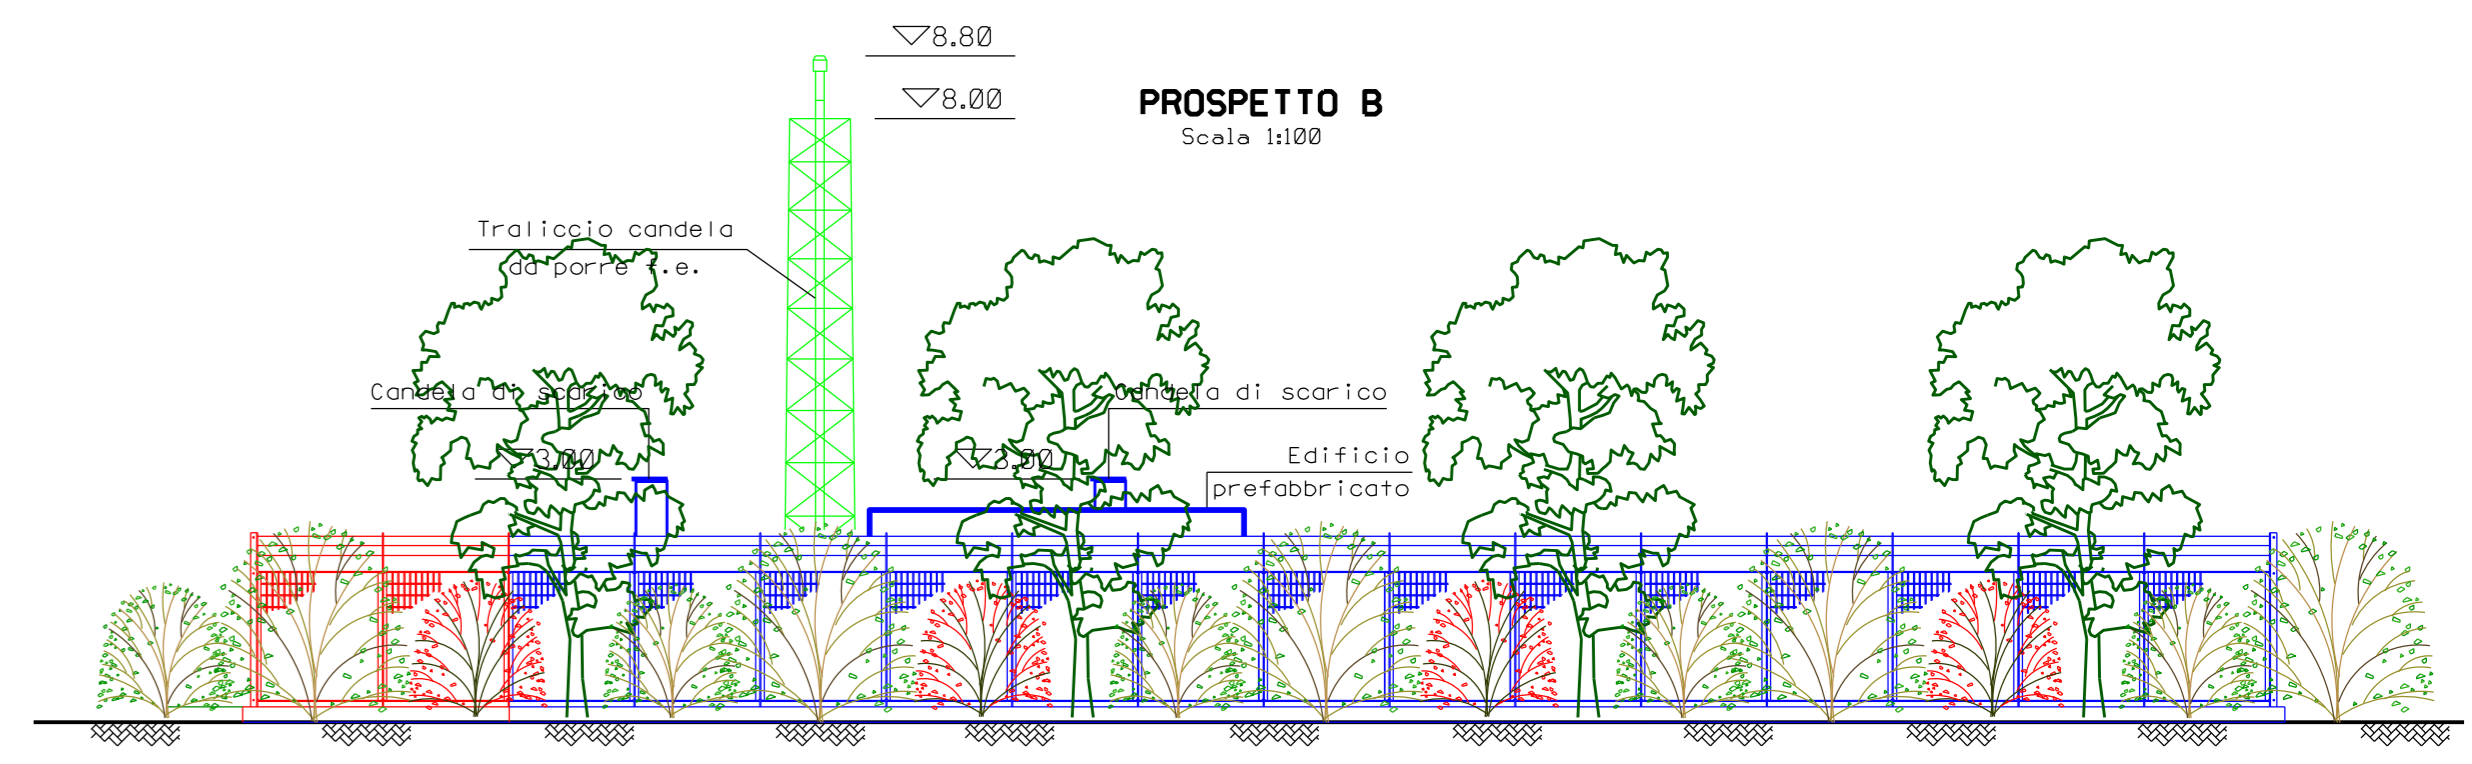 8.80
8.00
PROSPETTO B
Scala 1:100
Traliccio candela
da porre f.e.
Candela di scarico
Candela di scarico
3.00
3.00
Edificio
prefabbricato